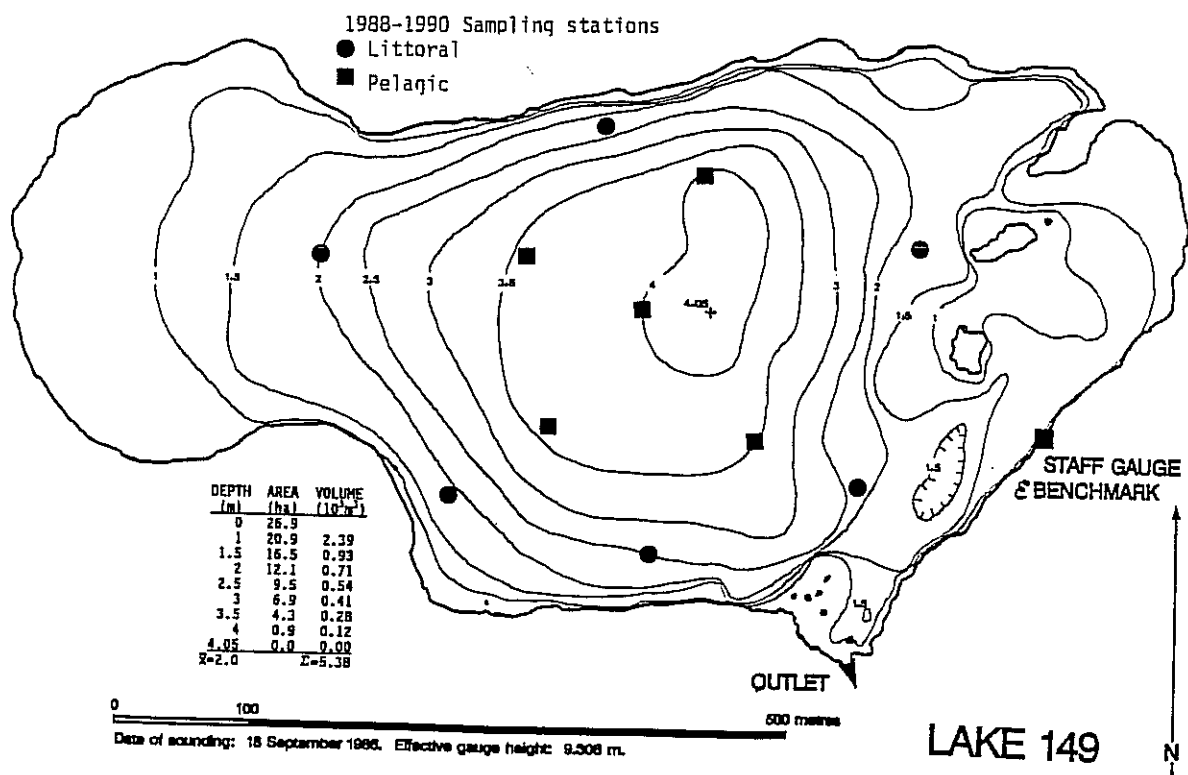 1988-1990 Sampling stations
Littoral
Pelagic
1
1.5
2
2.5
3
3.5
4
4.05
3
2
1.5
1
1.5
STAFF GAUGE
& BENCHMARK
DEPTH AREA VOLUME
(m) (ha) (10⁵m³)
0 26.9
1 20.9 2.39
1.5 16.5 0.93
2 12.1 0.71
2.5 9.5 0.54
3 6.9 0.41
3.5 4.3 0.28
4 0.9 0.12
4.05 0.0 0.00
x̄=2.0 Σ=5.38
OUTLET
0 100 500 metres
Date of sounding: 18 September 1986. Effective gauge height: 9.306 m.
LAKE 149
N